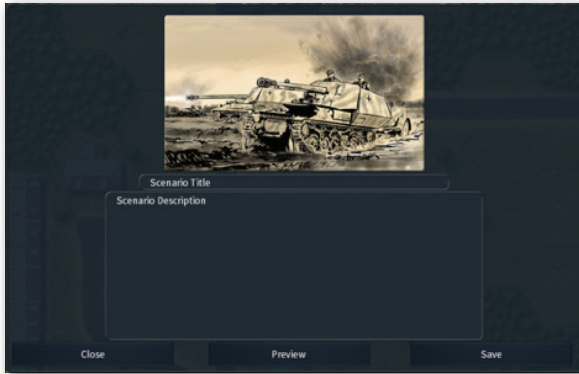 Scenario Title
Scenario Description
Close
Preview
Save